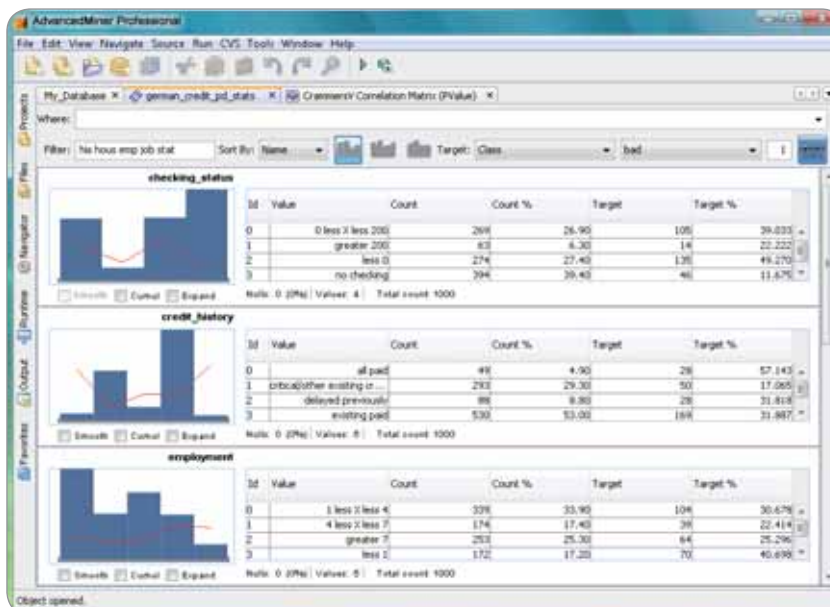 AdvancedMiner Professional
File Edit View Navigate Source Run CVS Tools Window Help
My_Database german_credit_pd_stats CrammersV Correlation Matrix (PValue)
Where:
Filter: his hous emp job stat Sort By: Name Target: Class bad 1
Projects
Files
Navigator
Runtime
Output
Favorites
checking_status
Id Value Count Count % Target Target %
0 0 less X less 200 269 26.90 105 39.033
1 greater 200 63 6.30 14 22.222
2 less 0 274 27.40 135 49.270
3 no checking 394 39.40 46 11.675
Smooth Cumul Expand Nulls: 0 (0%) Values: 4 Total count 1000
credit_history
Id Value Count Count % Target Target %
0 all paid 49 4.90 28 57.143
1 critical/other existing cr ... 293 29.30 50 17.065
2 delayed previously 88 8.80 28 31.818
3 existing paid 530 53.00 169 31.887
Smooth Cumul Expand Nulls: 0 (0%) Values: 5 Total count 1000
employment
Id Value Count Count % Target Target %
0 1 less X less 4 339 33.90 104 30.678
1 4 less X less 7 174 17.40 39 22.414
2 greater 7 253 25.30 64 25.296
3 less 1 172 17.20 70 40.698
Smooth Cumul Expand Nulls: 0 (0%) Values: 5 Total count 1000
Object opened.